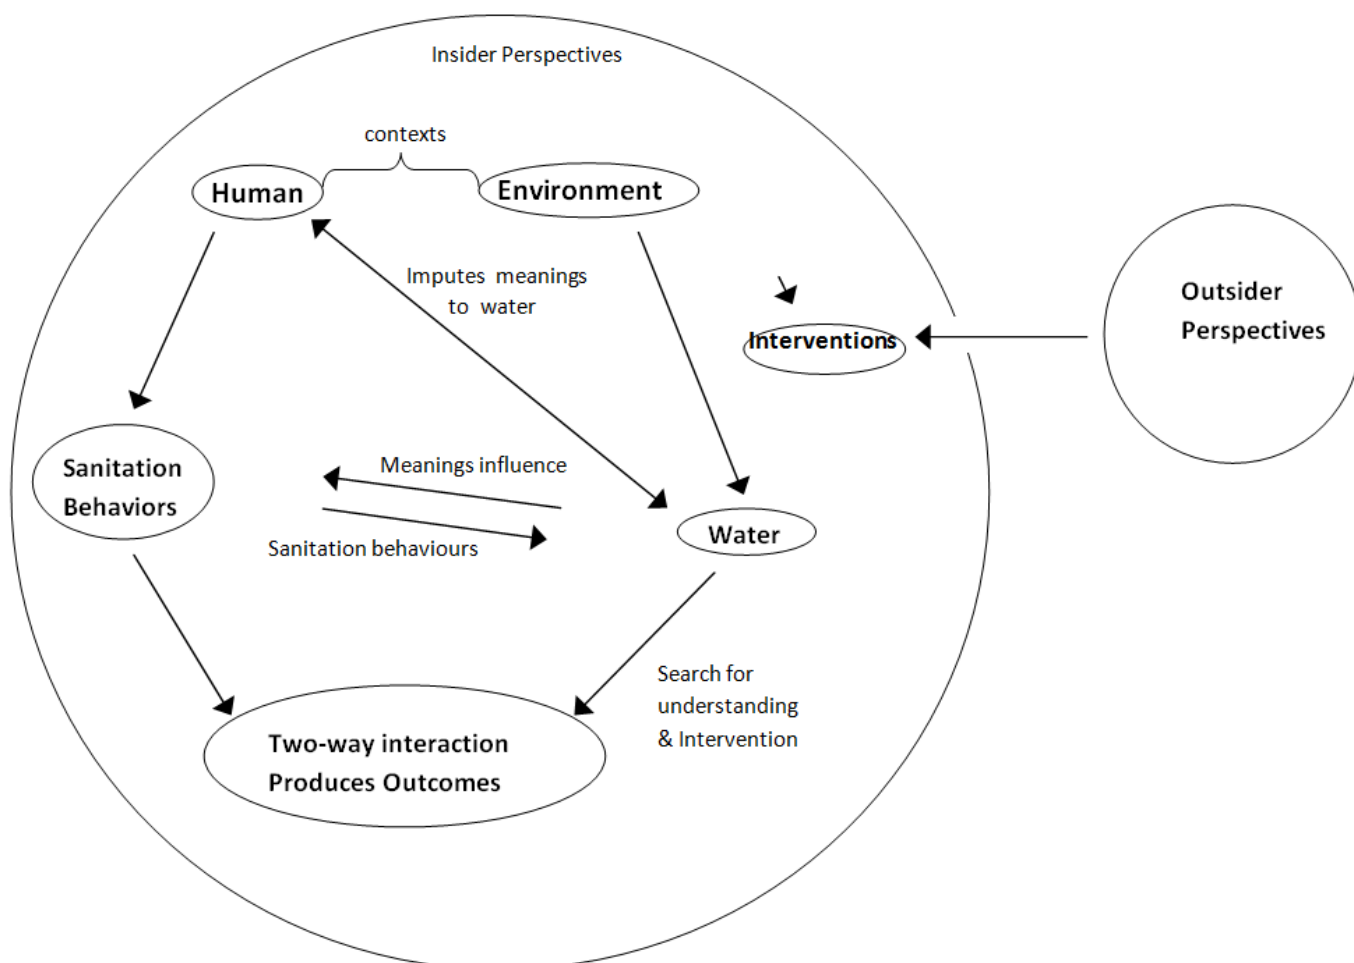 Insider Perspectives
contexts
Human
Environment
Imputes meanings
to water
Outsider
Perspectives
Interventions
Sanitation
Behaviors
Meanings influence
Sanitation behaviours
Water
Search for
understanding
& Intervention
Two-way interaction
Produces Outcomes